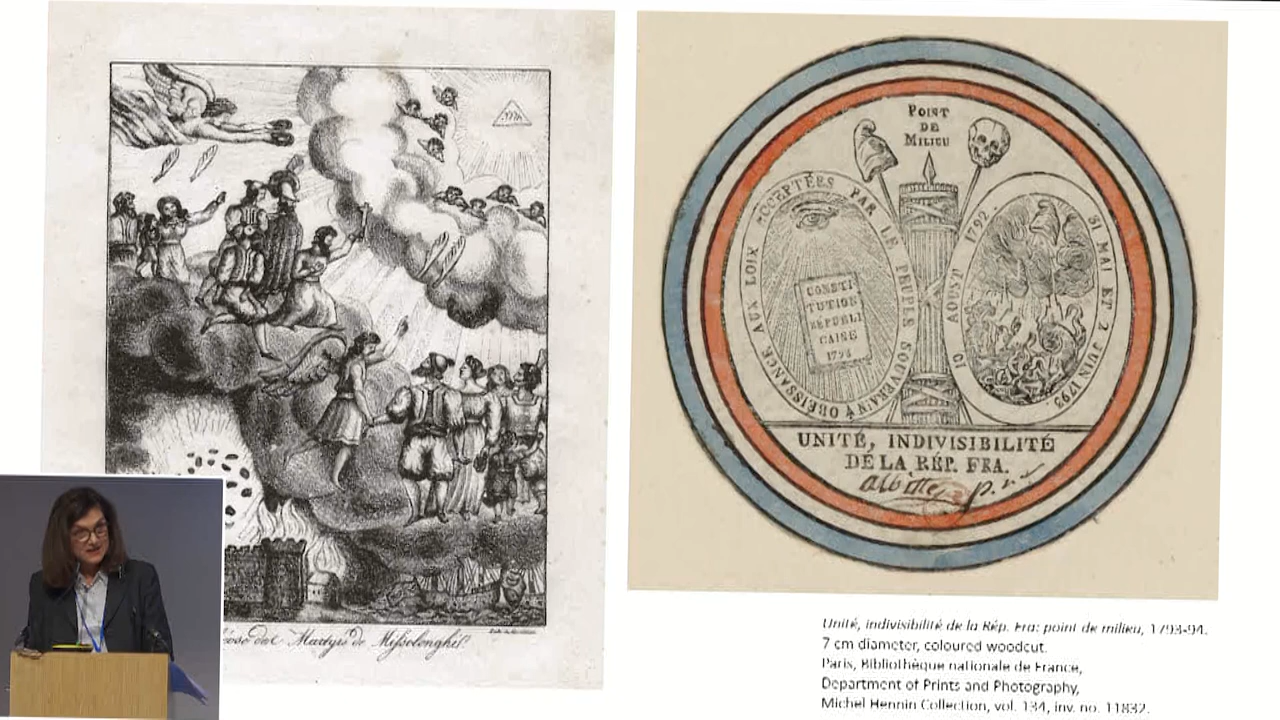 Martyrs de Missolonghi.
POINT
DE
MILIEU
OBEISSANCE AUX LOIX ACCEPTÉES PAR LE PEUPLE SOUVERAIN
CONSTI
TUTION
REPUBLI
CAINE
1793
10 AOUST 1792.
31 MAI ET 2 JUIN 1793.
UNITÉ, INDIVISIBILITÉ
DE LA RÉP. FRA.
Unité, indivisibilité de la Rép. Fra: point de milieu, 1793-94.
7 cm diameter, coloured woodcut.
Paris, Bibliothèque nationale de France,
Department of Prints and Photography,
Michel Hennin Collection, vol. 134, inv. no. 11832.